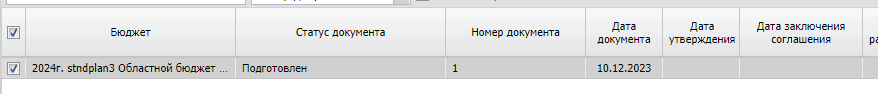 Бюджет
Статус документа
Номер документа
Дата
документа
Дата
утверждения
Дата заключения
соглашения
2024г. stndplan3 Областной бюджет ...
Подготовлен
1
10.12.2023